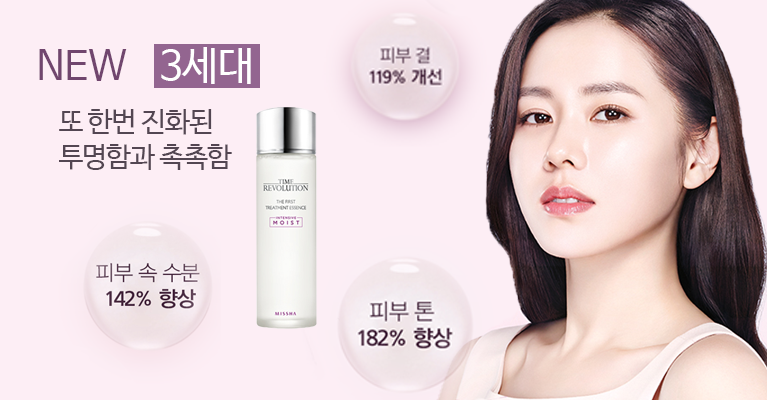 NEW 3세대
또 한번 진화된
투명함과 촉촉함
피부 결
119% 개선
TIME
REVOLUTION
THE FIRST
TREATMENT ESSENCE
INTENSIVE
MOIST
MISSHA
피부 속 수분
142% 향상
피부 톤
182% 향상